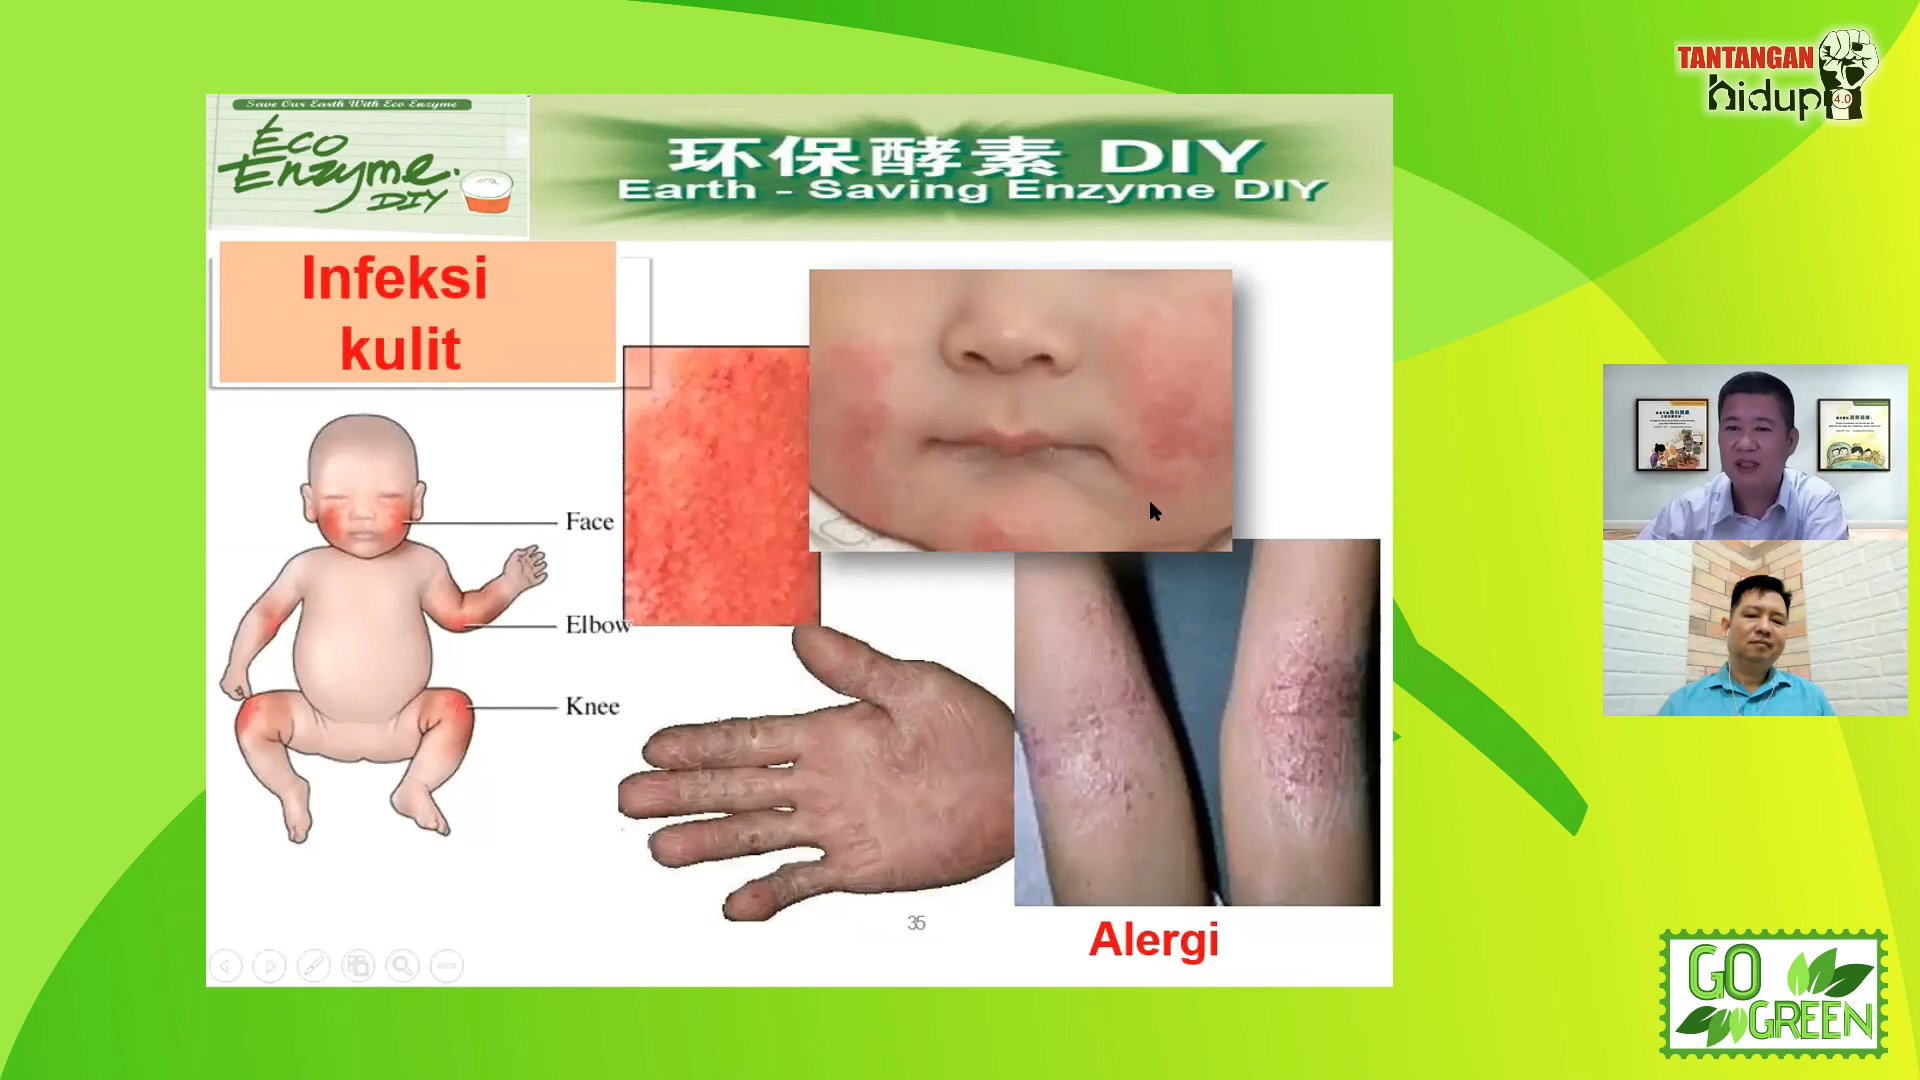 Save Our Earth With Eco Enzyme
Eco
Enzyme
DIY
环保酵素 DIY
Earth - Saving Enzyme DIY
TANTANGAN
hidup
4.0
Infeksi
kulit
Face
Elbow
Knee
35
Alergi
GO
GREEN